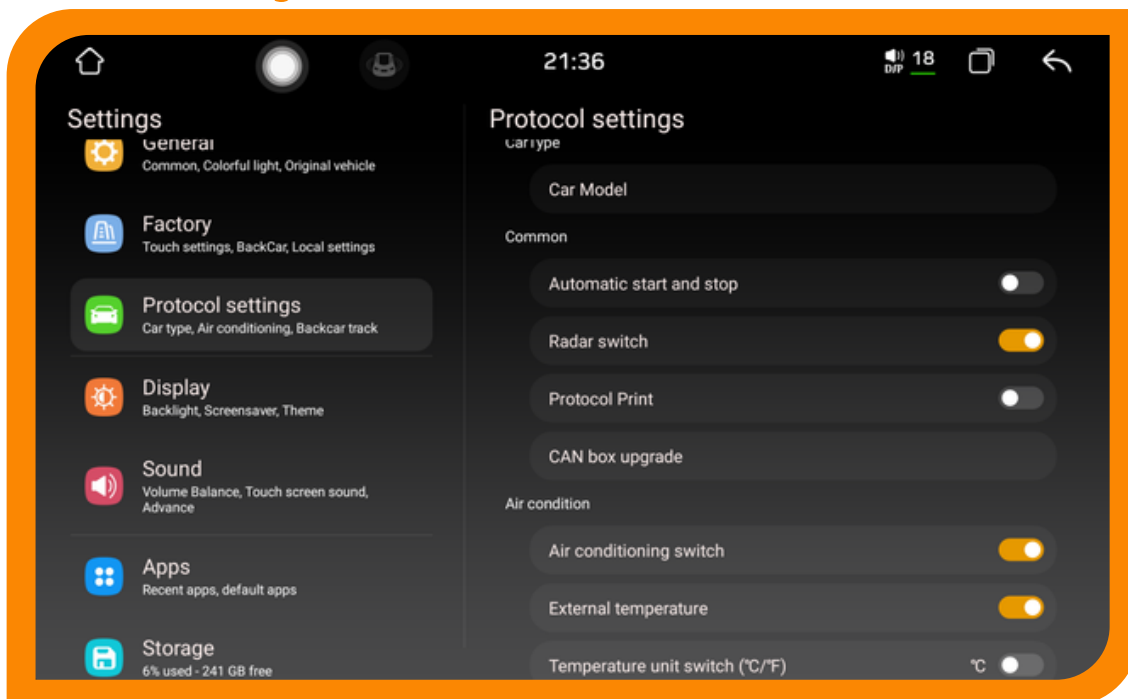 21:36
D/P 18
Settings
General
Common, Colorful light, Original vehicle
Factory
Touch settings, BackCar, Local settings
Protocol settings
Car type, Air conditioning, Backcar track
Display
Backlight, Screensaver, Theme
Sound
Volume Balance, Touch screen sound,
Advance
Apps
Recent apps, default apps
Storage
6% used - 241 GB free
Protocol settings
CarType
Car Model
Common
Automatic start and stop
Radar switch
Protocol Print
CAN box upgrade
Air condition
Air conditioning switch
External temperature
Temperature unit switch (℃/℉)
℃